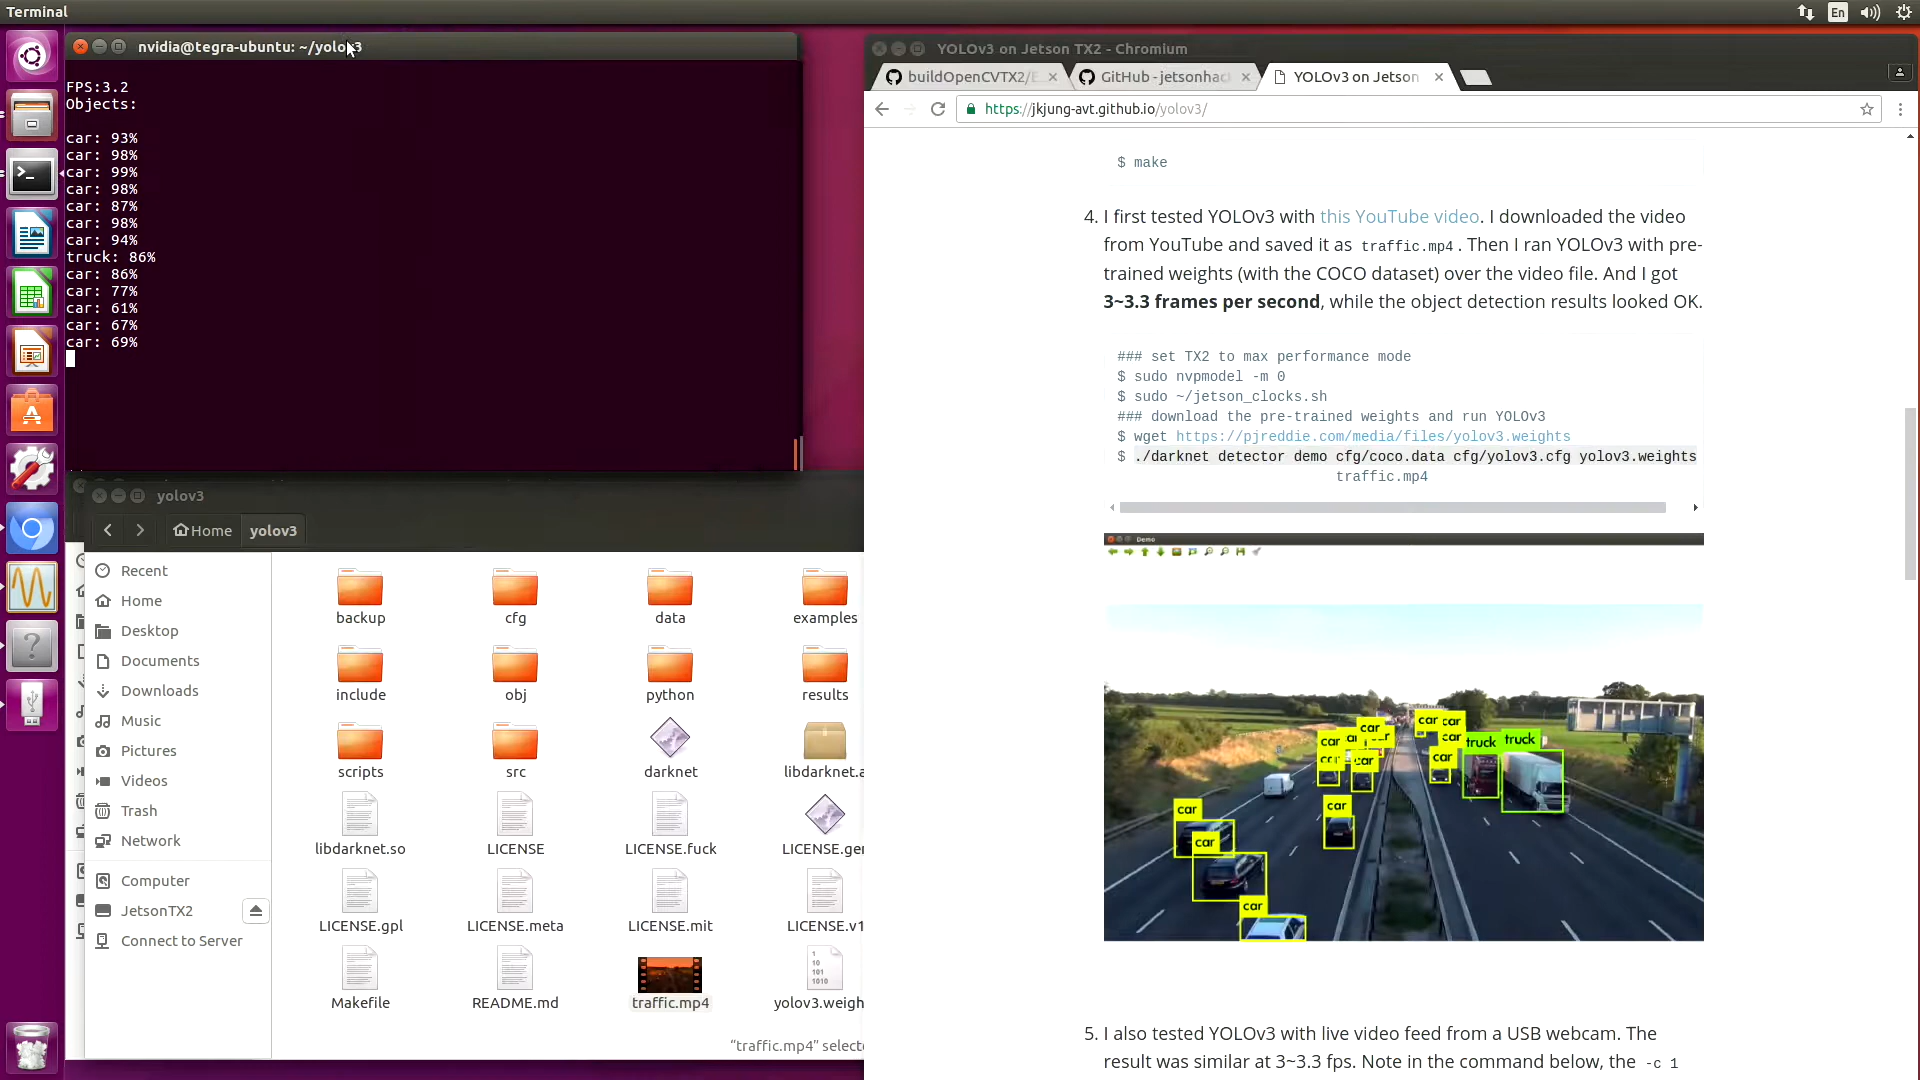 Terminal
En
nvidia@tegra-ubuntu: ~/yolov3
FPS:3.2
Objects:
car: 93%
car: 98%
car: 99%
car: 98%
car: 87%
car: 98%
car: 94%
truck: 86%
car: 86%
car: 77%
car: 61%
car: 67%
car: 69%
yolov3
Home
yolov3
Recent
Home
Desktop
Documents
Downloads
Music
Pictures
Videos
Trash
Network
Computer
JetsonTX2
Connect to Server
backup
cfg
data
examples
include
obj
python
results
scripts
src
darknet
libdarknet.a
libdarknet.so
LICENSE
LICENSE.fuck
LICENSE.gen
LICENSE.gpl
LICENSE.meta
LICENSE.mit
LICENSE.v1
Makefile
README.md
traffic.mp4
yolov3.weigh
"traffic.mp4" selecte
YOLOv3 on Jetson TX2 - Chromium
buildOpenCVTX2/E
GitHub - jetsonhac
YOLOv3 on Jetson
https://jkjung-avt.github.io/yolov3/
$ make
4. I first tested YOLOv3 with this YouTube video. I downloaded the video
from YouTube and saved it as traffic.mp4 . Then I ran YOLOv3 with pre-
trained weights (with the COCO dataset) over the video file. And I got
3~3.3 frames per second, while the object detection results looked OK.
### set TX2 to max performance mode
$ sudo nvpmodel -m 0
$ sudo ~/jetson_clocks.sh
### download the pre-trained weights and run YOLOv3
$ wget https://pjreddie.com/media/files/yolov3.weights
$ ./darknet detector demo cfg/coco.data cfg/yolov3.cfg yolov3.weights
traffic.mp4
Demo
car
car
car
car
car
car
car
car
truck
truck
car
car
car
car
5. I also tested YOLOv3 with live video feed from a USB webcam. The
result was similar at 3~3.3 fps. Note in the command below, the -c 1